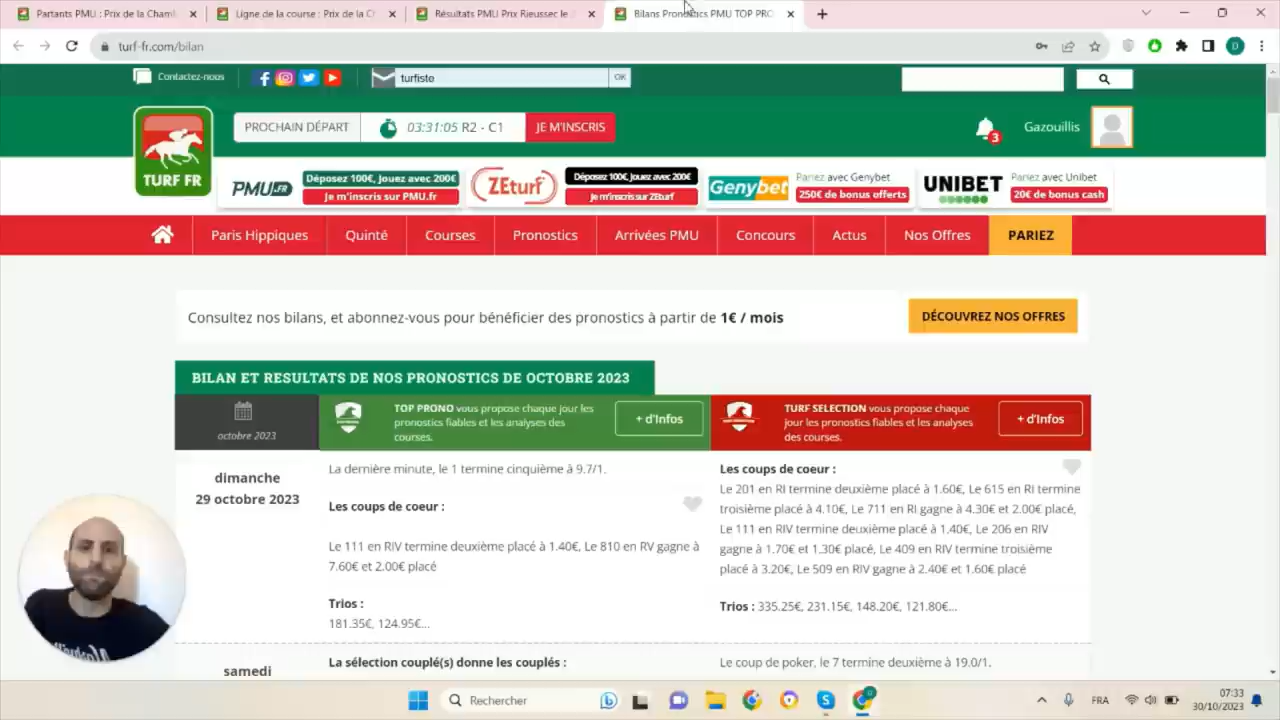 Partants PMU : Prix de la Chaml
Ligne de la course : Prix de la C
Résultats PMU Prix Rieussec le
Bilans Pronostics PMU TOP PRO
turf-fr.com/bilan
D
Contactez-nous
turfiste
OK
PROCHAIN DÉPART
03:31:05 R2 - C1
JE M'INSCRIS
3
Gazouillis
TURF FR
PMU.FR
Déposez 100€, Jouez avec 200€
Je m'inscris sur PMU.fr
ZEturf
Déposez 100€, Jouez avec 200€
Je m'inscris sur ZEturf
Genybet
Pariez avec Genybet
250€ de bonus offerts
UNIBET
Pariez avec Unibet
20€ de bonus cash
Paris Hippiques
Quinté
Courses
Pronostics
Arrivées PMU
Concours
Actus
Nos Offres
PARIEZ
Consultez nos bilans, et abonnez-vous pour bénéficier des pronostics à partir de 1€ / mois
DÉCOUVREZ NOS OFFRES
BILAN ET RESULTATS DE NOS PRONOSTICS DE OCTOBRE 2023
octobre 2023
TOP PRONO vous propose chaque jour les
pronostics fiables et les analyses des
courses.
+ d'Infos
TURF SELECTION vous propose chaque
jour les pronostics fiables et les analyses
des courses.
+ d'Infos
dimanche
29 octobre 2023
La dernière minute, le 1 termine cinquième à 9.7/1.
Les coups de coeur :
Le 111 en RIV termine deuxième placé à 1.40€, Le 810 en RV gagne à
7.60€ et 2.00€ placé
Trios :
181.35€, 124.95€...
Les coups de coeur :
Le 201 en RI termine deuxième placé à 1.60€, Le 615 en RI termine
troisième placé à 4.10€, Le 711 en RI gagne à 4.30€ et 2.00€ placé,
Le 111 en RIV termine deuxième placé à 1.40€, Le 206 en RIV
gagne à 1.70€ et 1.30€ placé, Le 409 en RIV termine troisième
placé à 3.20€, Le 509 en RIV gagne à 2.40€ et 1.60€ placé
Trios : 335.25€, 231.15€, 148.20€, 121.80€...
samedi
La sélection couplé(s) donne les couplés :
Le coup de poker, le 7 termine deuxième à 19.0/1.
Rechercher
FRA
07:33
30/10/2023